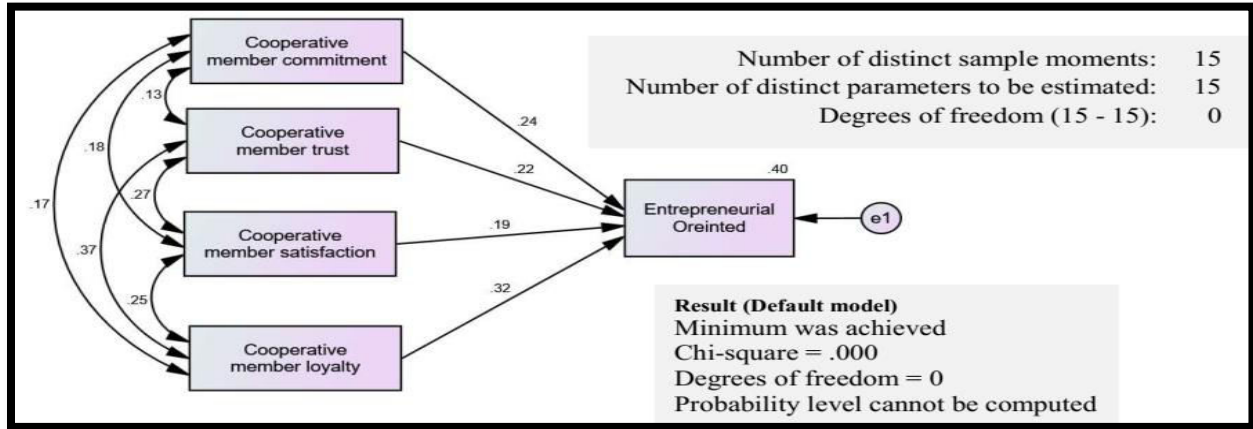 Cooperative
member commitment
Number of distinct sample moments: 15
Number of distinct parameters to be estimated: 15
Degrees of freedom (15 - 15): 0
.13
.24
Cooperative
member trust
.18
.22
.40
.27
.17
Entrepreneurial
Oreinted
e1
.19
Cooperative
member satisfaction
.37
.25
.32
Cooperative
member loyalty
Result (Default model)
Minimum was achieved
Chi-square = .000
Degrees of freedom = 0
Probability level cannot be computed